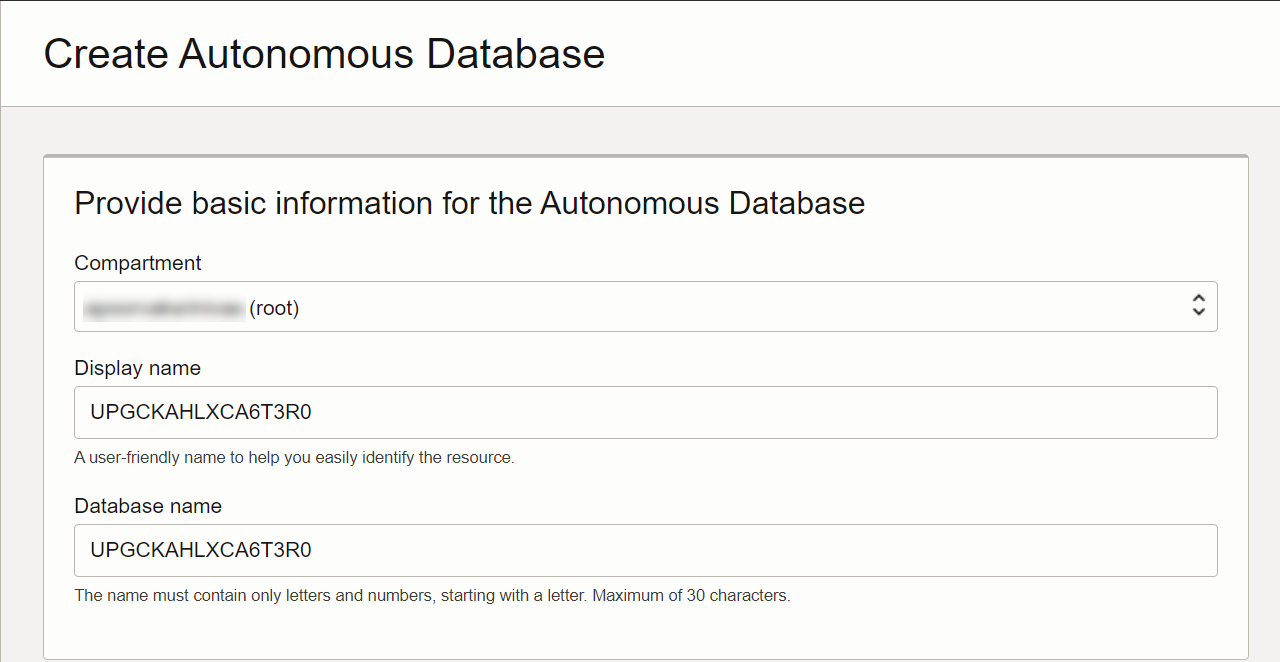 Create Autonomous Database
Provide basic information for the Autonomous Database
Compartment
(root)
Display name
UPGCKAHLXCA6T3R0
A user-friendly name to help you easily identify the resource.
Database name
UPGCKAHLXCA6T3R0
The name must contain only letters and numbers, starting with a letter. Maximum of 30 characters.